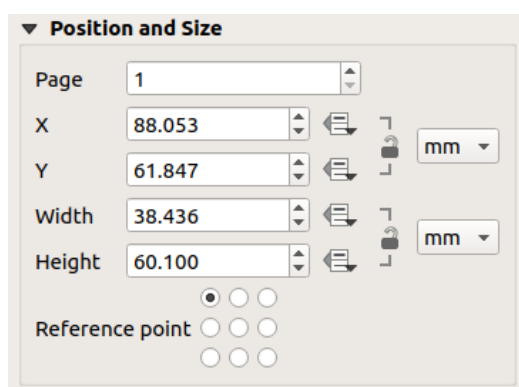 Position and Size
Page 1
X 88.053
mm
Y 61.847
Width 38.436
mm
Height 60.100
Reference point